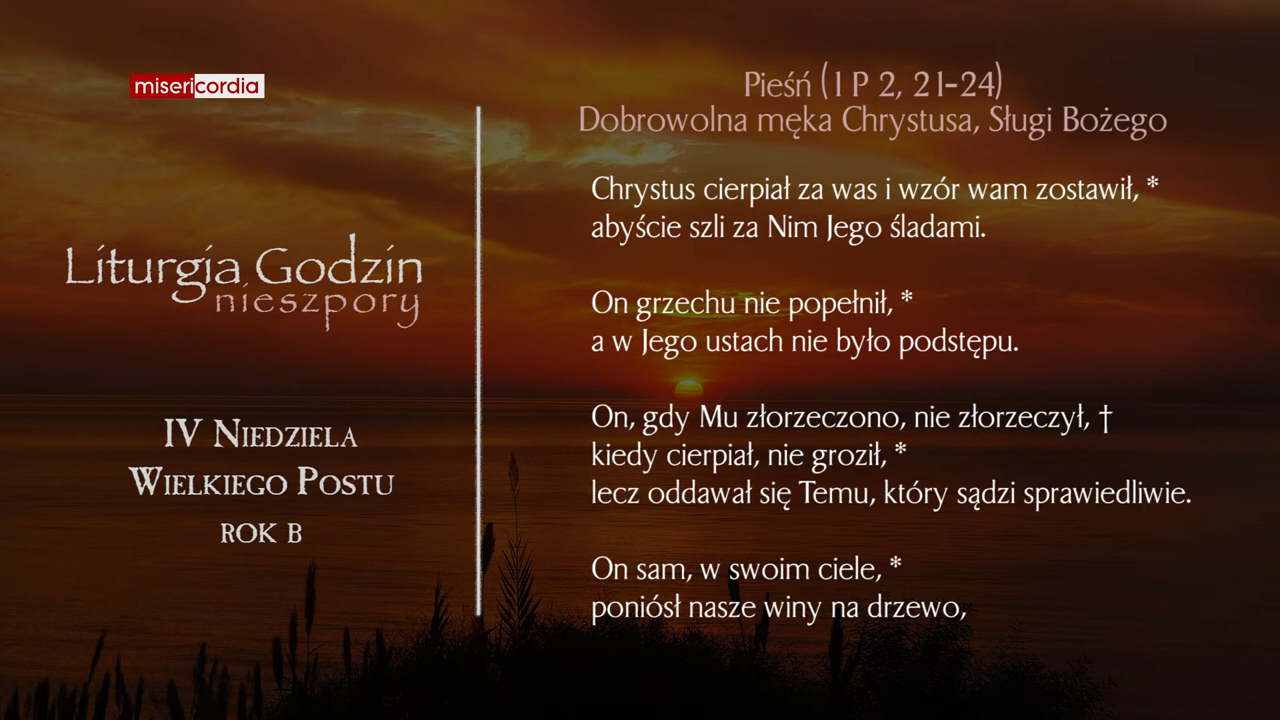 misericordia
Liturgia Godzin
nieszpory
IV Niedziela
Wielkiego Postu
rok B
Pieśń (1 P 2, 21-24)
Dobrowolna męka Chrystusa, Sługi Bożego
Chrystus cierpiał za was i wzór wam zostawił, *
abyście szli za Nim Jego śladami.
On grzechu nie popełnił, *
a w Jego ustach nie było podstępu.
On, gdy Mu złorzeczono, nie złorzeczył, †
kiedy cierpiał, nie groził, *
lecz oddawał się Temu, który sądzi sprawiedliwie.
On sam, w swoim ciele, *
poniósł nasze winy na drzewo,